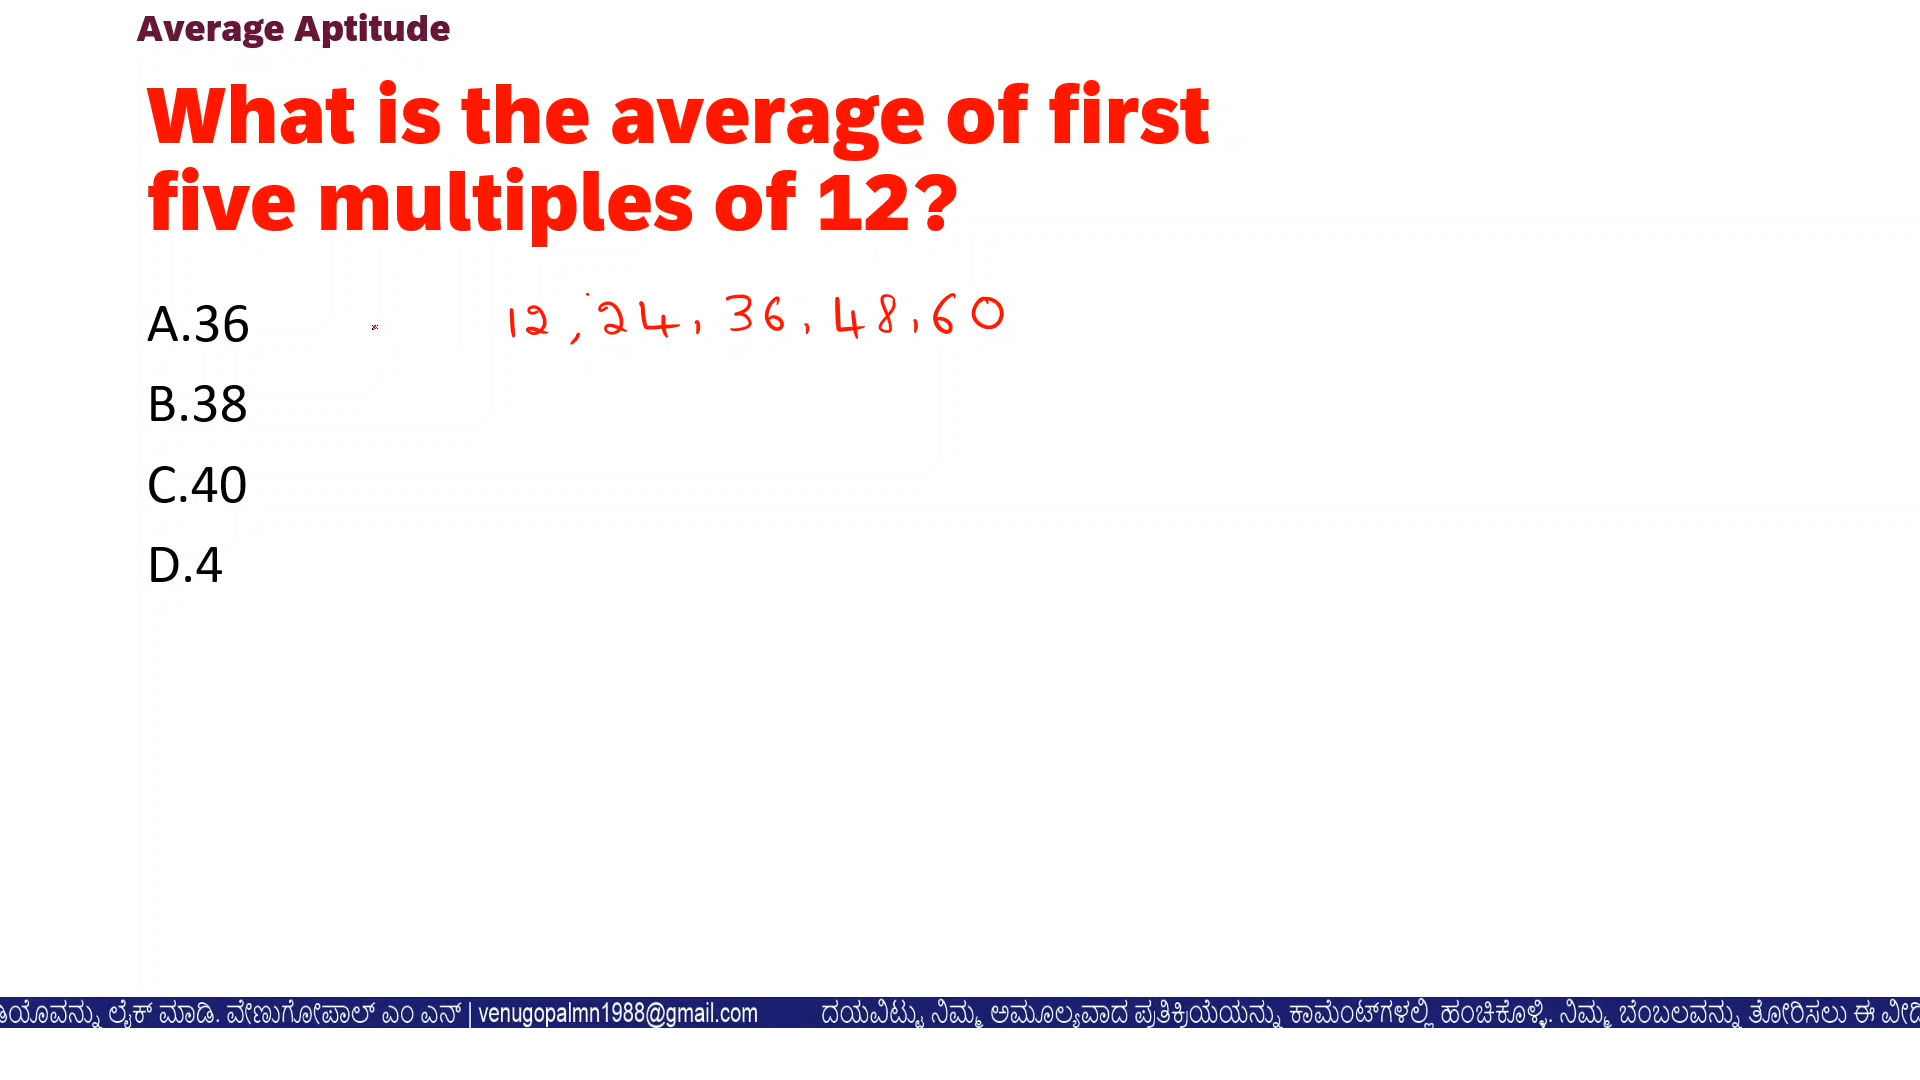 Average Aptitude
What is the average of first
five multiples of 12?
A.36
12, 24, 36, 48, 60
B.38
C.40
D.4
ಮಾಡಿ. ವೇಣುಗೋಪಾಲ್ ಎಂ ಎನ್ | venugopalmn1988@gmail.com ದಯವಿಟ್ಟು ನಿಮ್ಮ ಅಮೂಲ್ಯವಾದ ಪ್ರತಿಕ್ರಿಯೆಯನ್ನು ಕಾಮೆಂಟ್‌ಗಳಲ್ಲಿ ಹಂಚಿಕೊಳ್ಳಿ. ನಿಮ್ಮ ಬೆಂಬಲವನ್ನು ತೋರಿಸಲು ಈ